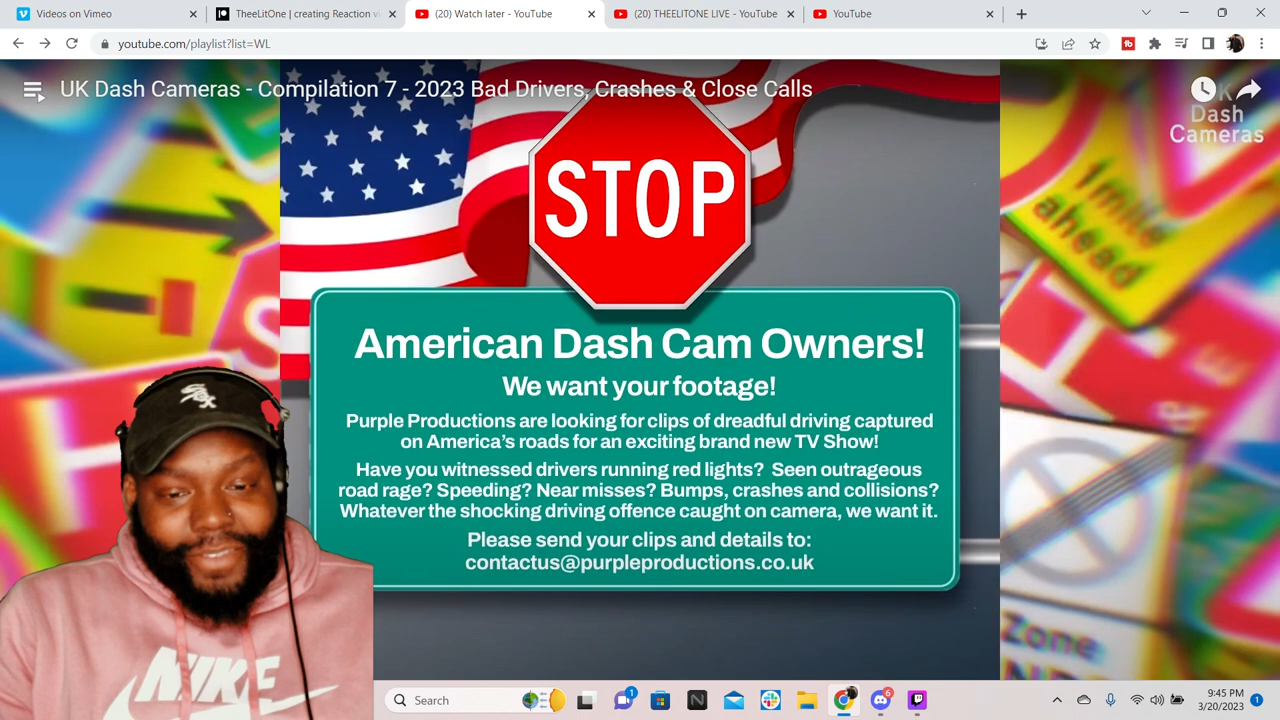 Videos on Vimeo
TheeLitOne | creating Reaction v
(20) Watch later - YouTube
(20) THEELITONE LIVE - YouTube
YouTube
youtube.com/playlist?list=WL
UK Dash Cameras - Compilation 7 - 2023 Bad Drivers, Crashes & Close Calls
UK
Dash
Cameras
STOP
1 mile
ahead
American Dash Cam Owners!
We want your footage!
Purple Productions are looking for clips of dreadful driving captured
on America's roads for an exciting brand new TV Show!
Have you witnessed drivers running red lights? Seen outrageous
road rage? Speeding? Near misses? Bumps, crashes and collisions?
Whatever the shocking driving offence caught on camera, we want it.
Please send your clips and details to:
contactus@purpleproductions.co.uk
Zone
NIKE
Search
9:45 PM
3/20/2023